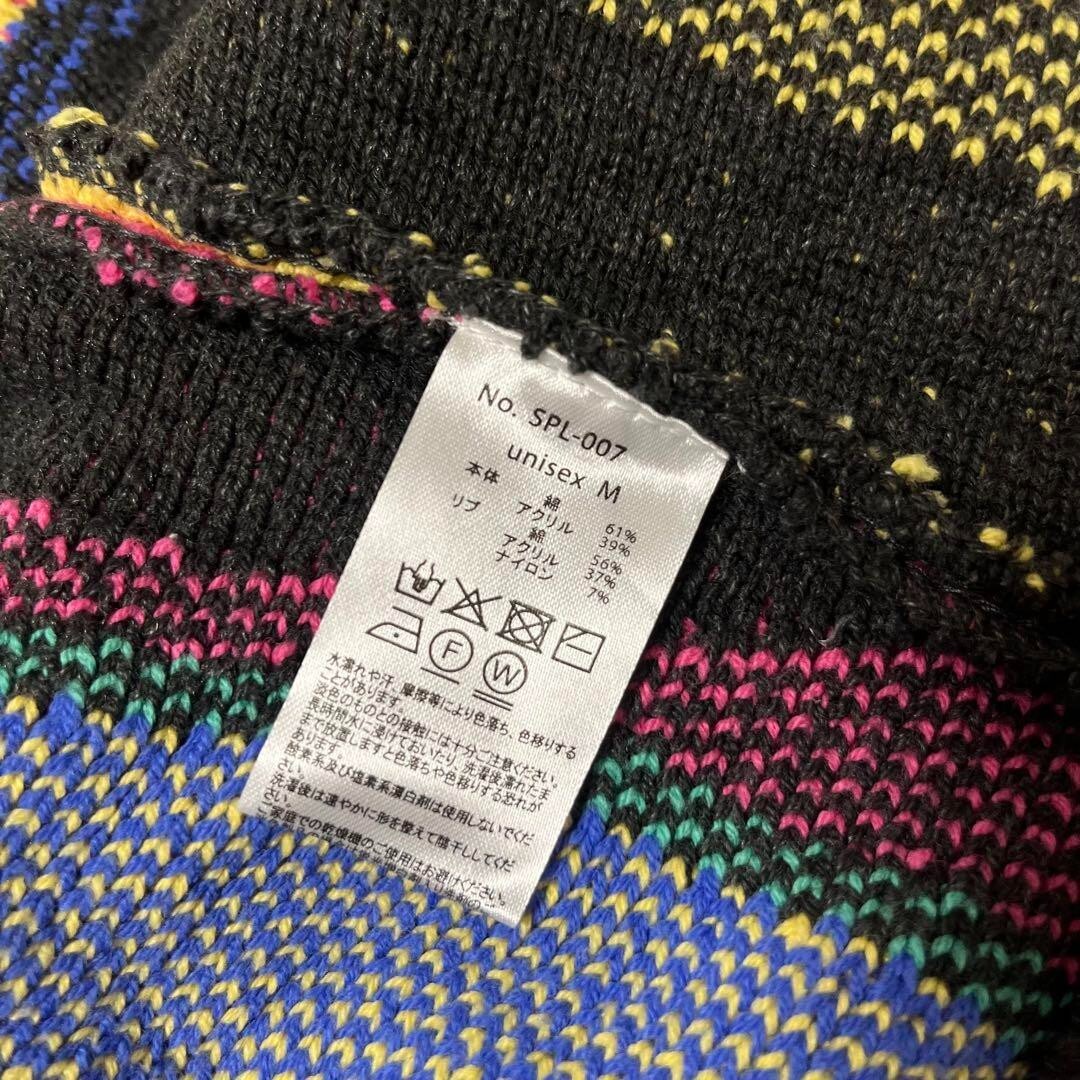 No. SPL-007
unisex M
本体 綿 61%
アクリル 39%
リブ 綿 56%
アクリル 37%
ナイロン 7%
F W
水濡れや汗、摩擦等により色落ち、色移りする
ことがあります。
淡色のものとの接触には十分ご注意ください。
長時間水に浸けておいたり、洗濯後濡れたま
まで放置しますと色落ちや色移りする恐れが
あります。
酵素系及び塩素系漂白剤は使用しないでくだ
さい。
洗濯後は速やかに形を整えて陰干ししてくだ
ご家庭での乾燥機のご使用はお避けください。